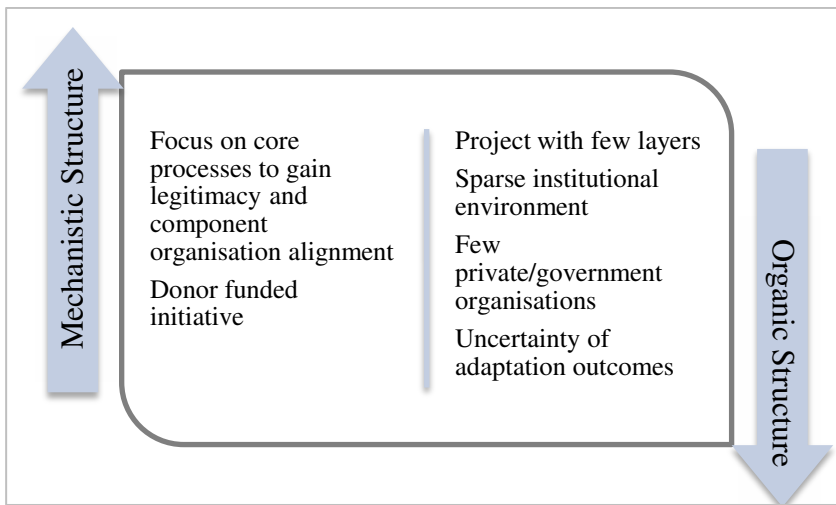 Mechanistic Structure
Focus on core
processes to gain
legitimacy and
component
organisation alignment
Donor funded
initiative
Project with few layers
Sparse institutional
environment
Few
private/government
organisations
Uncertainty of
adaptation outcomes
Organic Structure